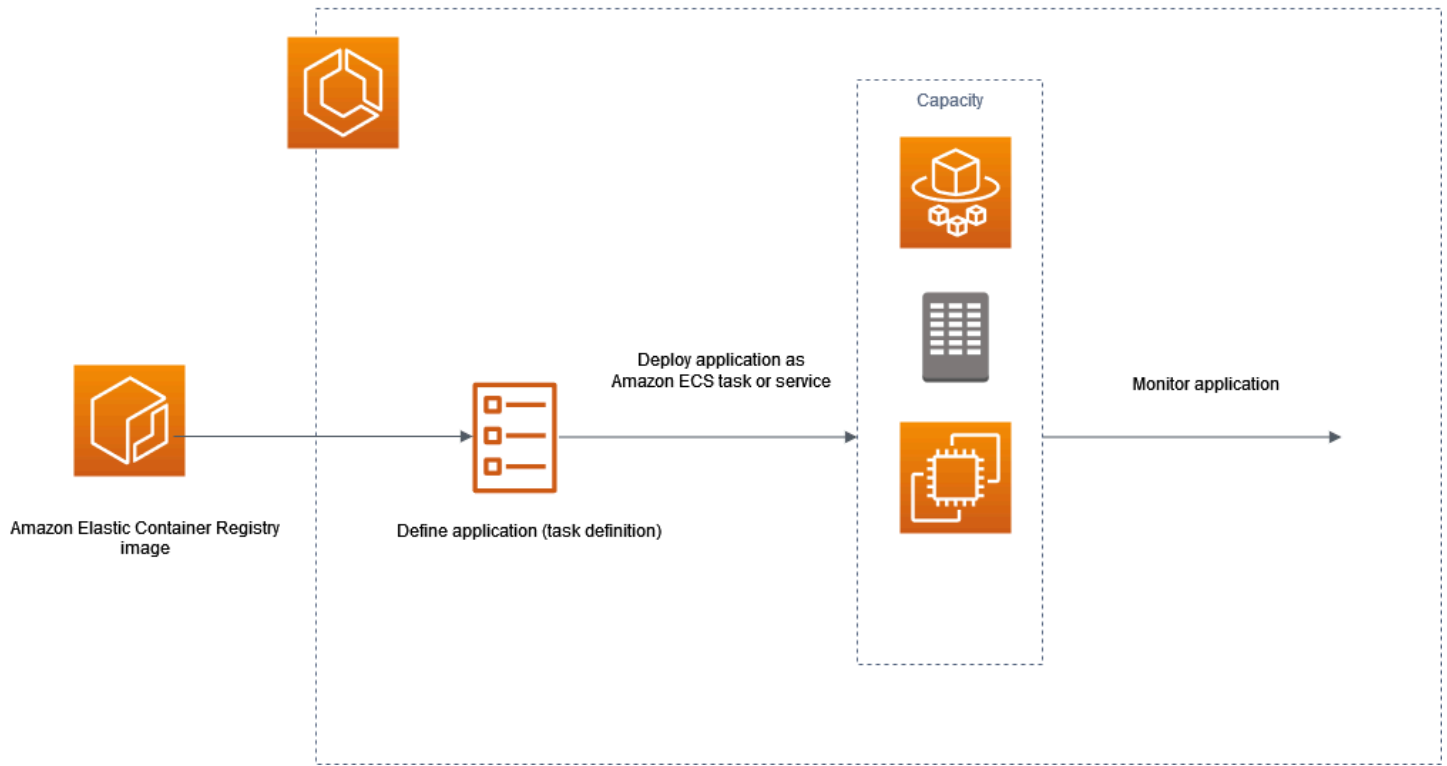 Capacity
Deploy application as
Amazon ECS task or service
Monitor application
Amazon Elastic Container Registry
image
Define application (task definition)